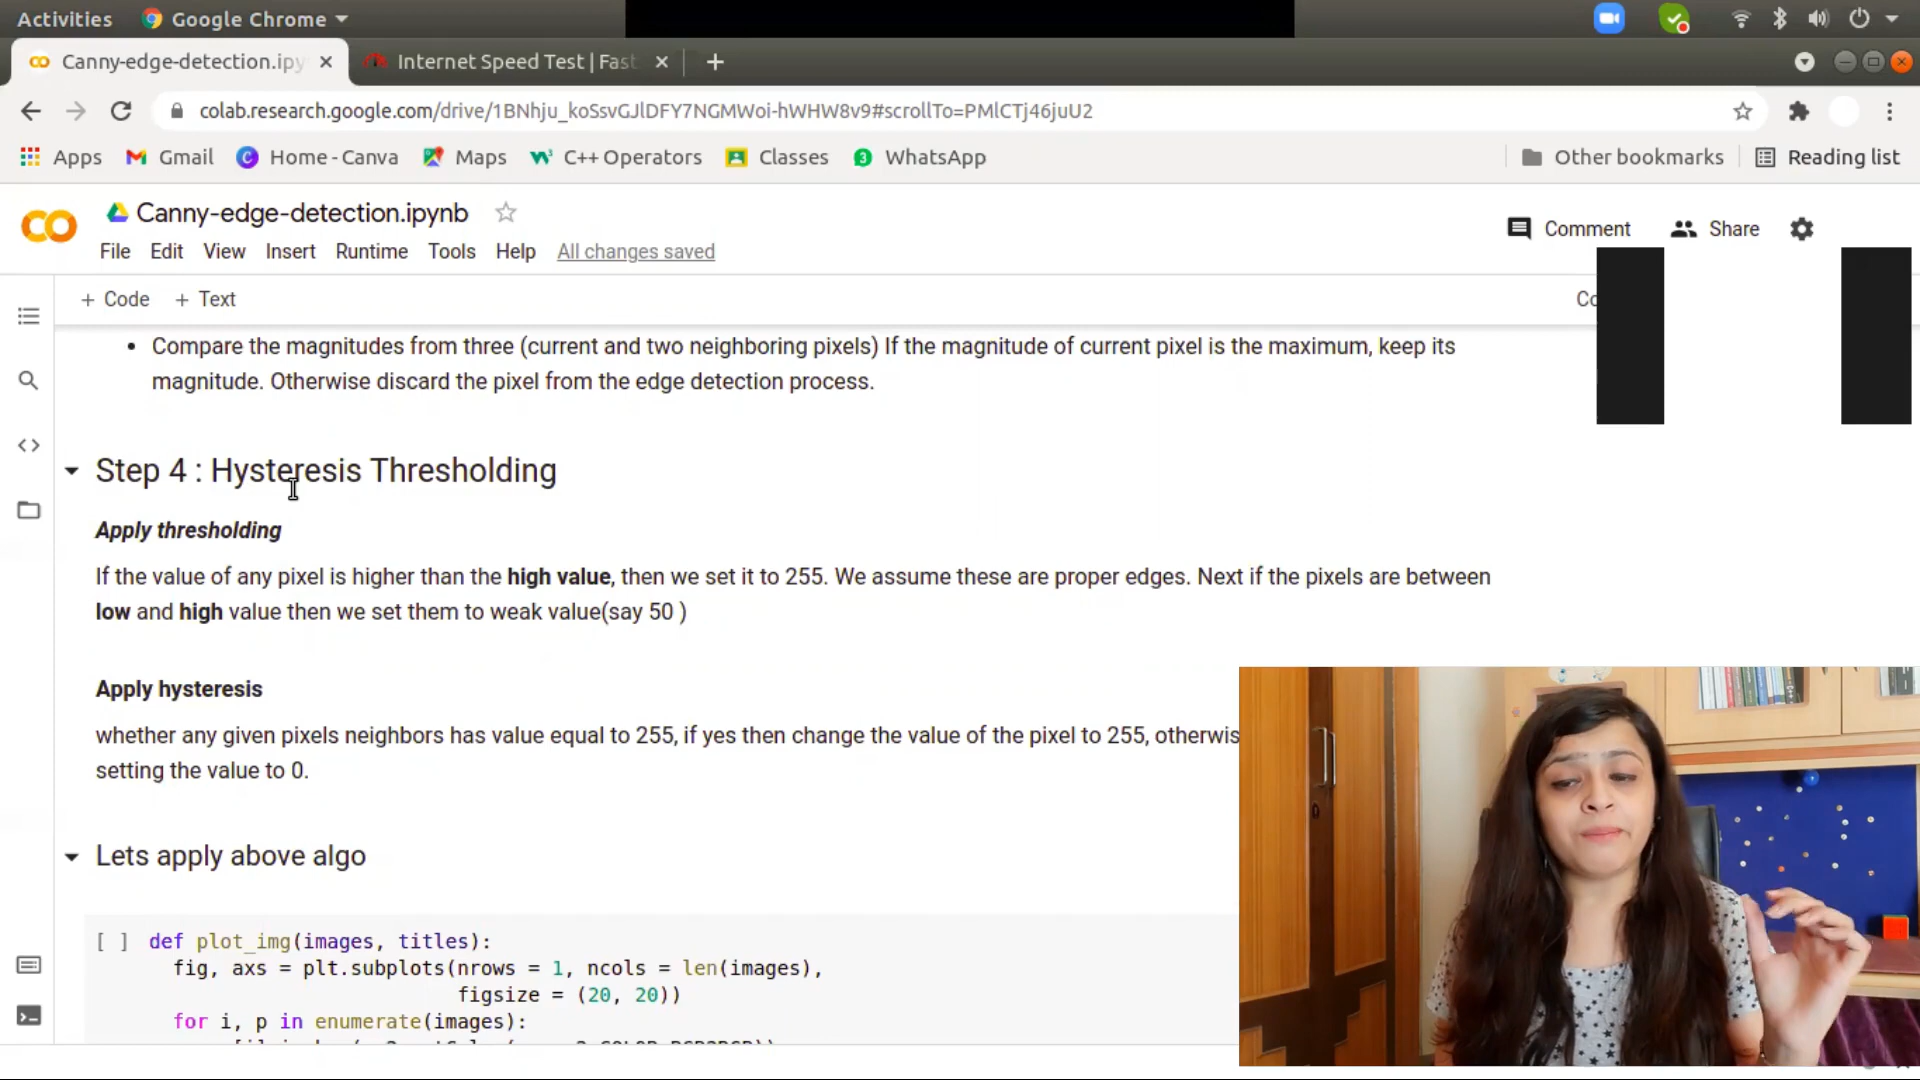 Activities Google Chrome
Canny-edge-detection.ipy Internet Speed Test | Fast
colab.research.google.com/drive/1BNhju_koSsvGJlDFY7NGMWoi-hWHW8v9#scrollTo=PMlCTj46juU2
Apps Gmail Home - Canva Maps C++ Operators Classes 3 WhatsApp Other bookmarks Reading list
Canny-edge-detection.ipynb
Comment Share
File Edit View Insert Runtime Tools Help All changes saved
+ Code + Text Co
• Compare the magnitudes from three (current and two neighboring pixels) If the magnitude of current pixel is the maximum, keep its
magnitude. Otherwise discard the pixel from the edge detection process.
Step 4 : Hysteresis Thresholding
Apply thresholding
If the value of any pixel is higher than the high value, then we set it to 255. We assume these are proper edges. Next if the pixels are between
low and high value then we set them to weak value(say 50 )
Apply hysteresis
whether any given pixels neighbors has value equal to 255, if yes then change the value of the pixel to 255, otherwis
setting the value to 0.
Lets apply above algo
[ ] def plot_img(images, titles):
fig, axs = plt.subplots(nrows = 1, ncols = len(images),
figsize = (20, 20))
for i, p in enumerate(images):